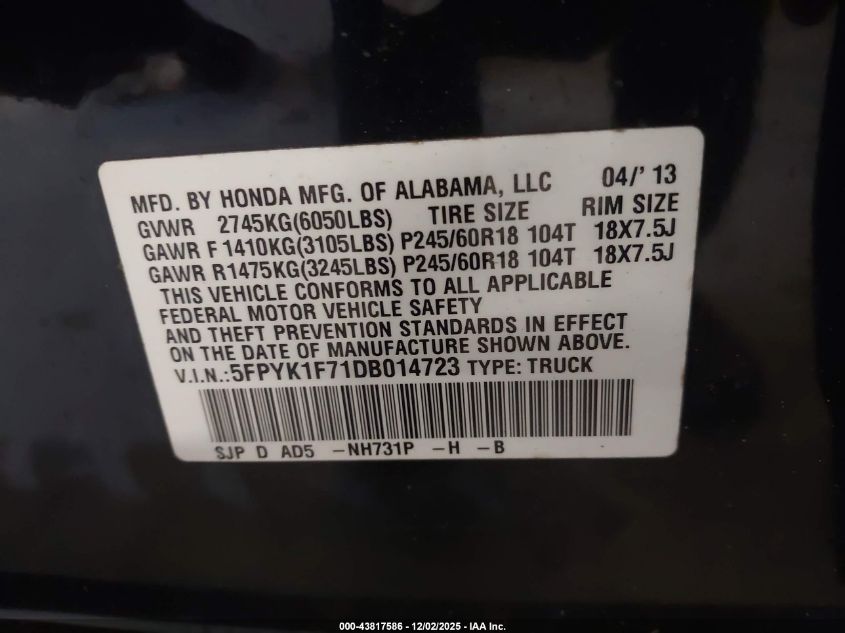 MFD. BY HONDA MFG. OF ALABAMA, LLC 04/' 13
GVWR 2745KG(6050LBS) TIRE SIZE RIM SIZE
GAWR F1410KG(3105LBS) P245/60R18 104T 18X7.5J
GAWR R1475KG(3245LBS) P245/60R18 104T 18X7.5J
THIS VEHICLE CONFORMS TO ALL APPLICABLE
FEDERAL MOTOR VEHICLE SAFETY
AND THEFT PREVENTION STANDARDS IN EFFECT
ON THE DATE OF MANUFACTURE SHOWN ABOVE.
V.I.N.:5FPYK1F71DB014723 TYPE: TRUCK
SJP D AD5 -NH731P -H -B
000-43817586 - 12/02/2025 - IAA Inc.